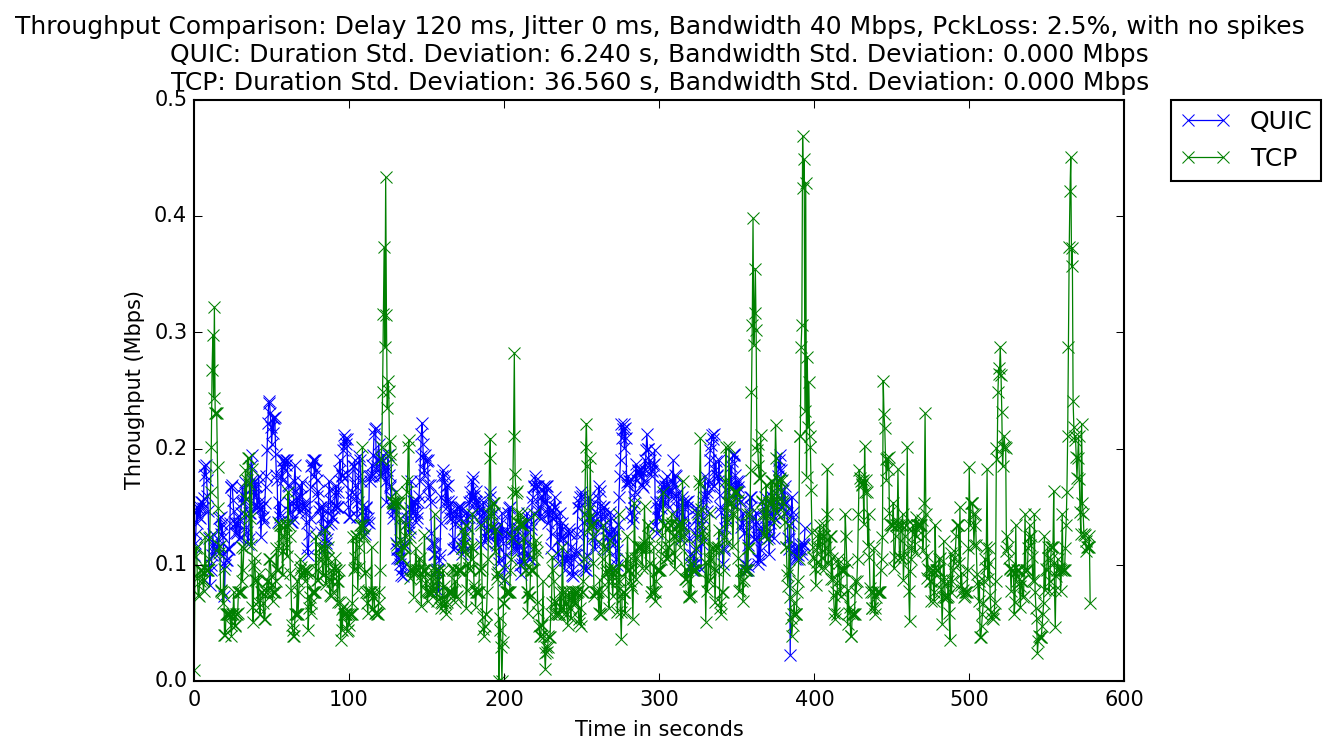 Throughput Comparison: Delay 120 ms, Jitter 0 ms, Bandwidth 40 Mbps, PckLoss: 2.5%, with no spikes
QUIC: Duration Std. Deviation: 6.240 s, Bandwidth Std. Deviation: 0.000 Mbps
TCP: Duration Std. Deviation: 36.560 s, Bandwidth Std. Deviation: 0.000 Mbps
QUIC
TCP
Throughput (Mbps)
0.5
0.4
0.3
0.2
0.1
0.0
0 100 200 300 400 500 600
Time in seconds